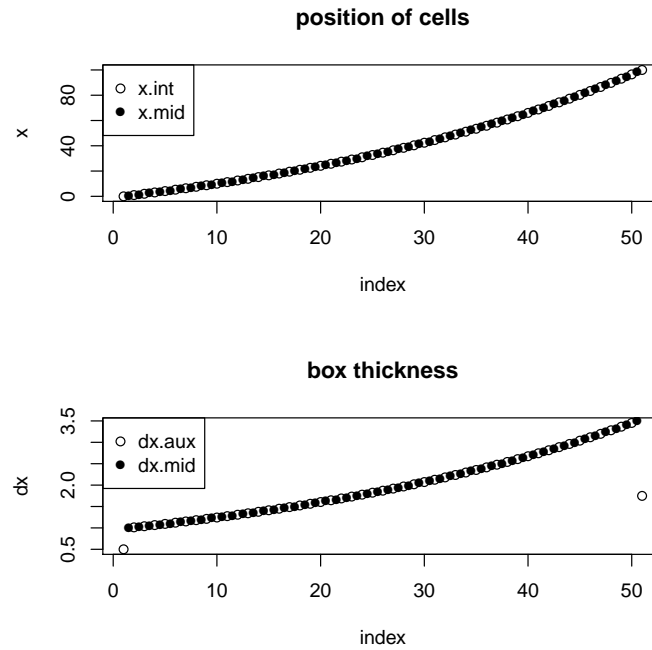 position of cells
x
80
40
0
x.int
x.mid
0 10 20 30 40 50
index
box thickness
dx
3.5
2.0
0.5
dx.aux
dx.mid
0 10 20 30 40 50
index